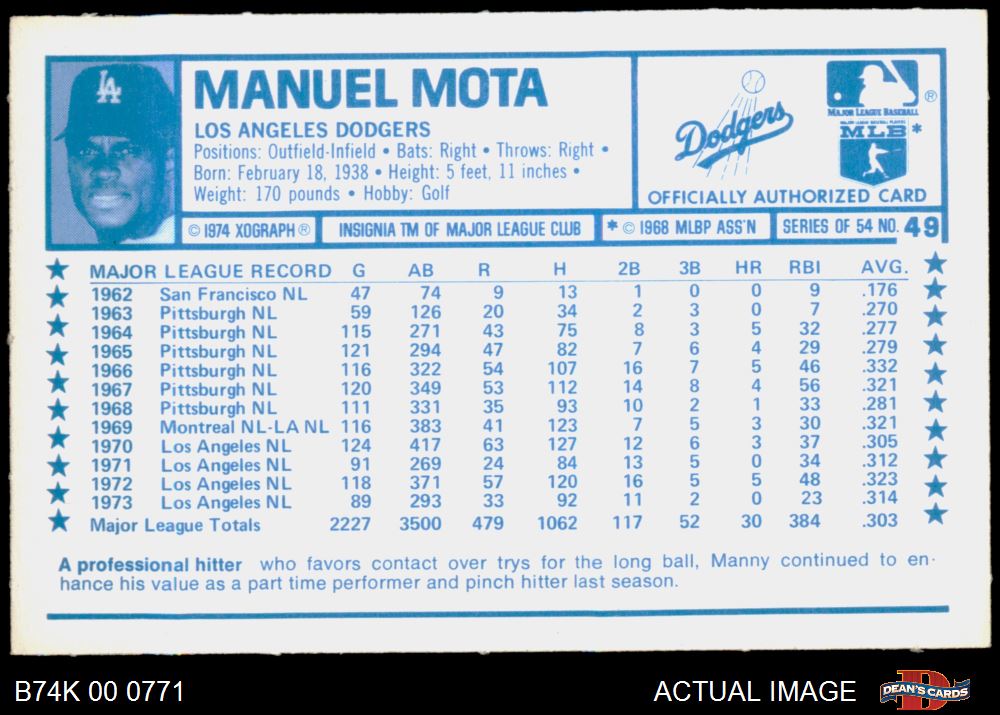 LA
MANUEL MOTA
LOS ANGELES DODGERS
Positions: Outfield-Infield • Bats: Right • Throws: Right •
Born: February 18, 1938 • Height: 5 feet, 11 inches •
Weight: 170 pounds • Hobby: Golf
Dodgers
MAJOR LEAGUE BASEBALL ®
MAJOR LEAGUE BASEBALL PLAYERS
MLB *
OFFICIALLY AUTHORIZED CARD
© 1974 XOGRAPH ® INSIGNIA TM OF MAJOR LEAGUE CLUB * © 1968 MLBP ASS'N SERIES OF 54 NO. 49
MAJOR LEAGUE RECORD G AB R H 2B 3B HR RBI AVG.
1962 San Francisco NL 47 74 9 13 1 0 0 9 .176
1963 Pittsburgh NL 59 126 20 34 2 3 0 7 .270
1964 Pittsburgh NL 115 271 43 75 8 3 5 32 .277
1965 Pittsburgh NL 121 294 47 82 7 6 4 29 .279
1966 Pittsburgh NL 116 322 54 107 16 7 5 46 .332
1967 Pittsburgh NL 120 349 53 112 14 8 4 56 .321
1968 Pittsburgh NL 111 331 35 93 10 2 1 33 .281
1969 Montreal NL-LA NL 116 383 41 123 7 5 3 30 .321
1970 Los Angeles NL 124 417 63 127 12 6 3 37 .305
1971 Los Angeles NL 91 269 24 84 13 5 0 34 .312
1972 Los Angeles NL 118 371 57 120 16 5 5 48 .323
1973 Los Angeles NL 89 293 33 92 11 2 0 23 .314
Major League Totals 2227 3500 479 1062 117 52 30 384 .303
A professional hitter who favors contact over trys for the long ball, Manny continued to en-
hance his value as a part time performer and pinch hitter last season.
B74K 00 0771 ACTUAL IMAGE DEAN'S CARDS